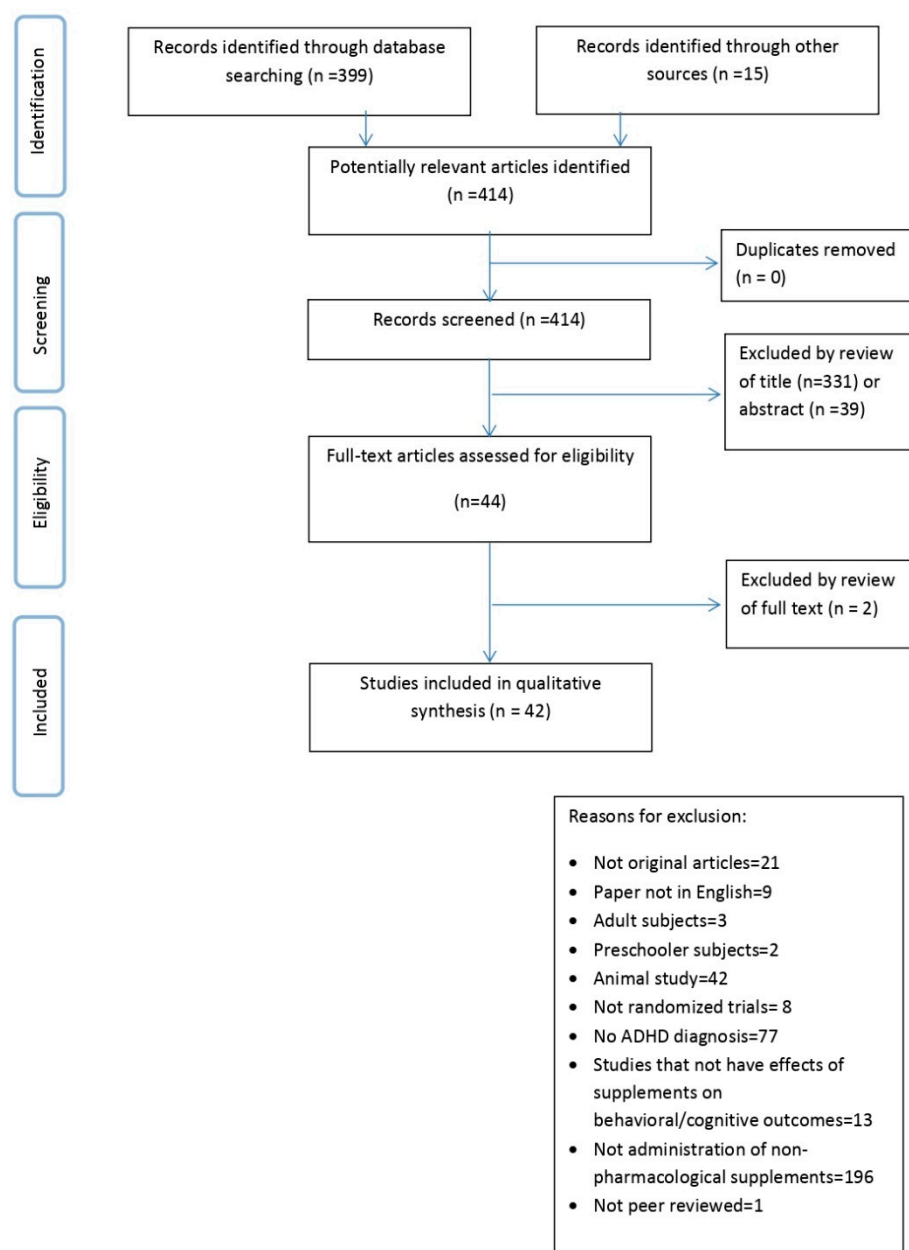 Identification
Records identified through database
searching (n =399)
Records identified through other
sources (n =15)
Potentially relevant articles identified
(n =414)
Screening
Duplicates removed
(n = 0)
Records screened (n =414)
Excluded by review
of title (n=331) or
abstract (n =39)
Eligibility
Full-text articles assessed for eligibility
(n=44)
Excluded by review
of full text (n = 2)
Included
Studies included in qualitative
synthesis (n = 42)
Reasons for exclusion:
• Not original articles=21
• Paper not in English=9
• Adult subjects=3
• Preschooler subjects=2
• Animal study=42
• Not randomized trials= 8
• No ADHD diagnosis=77
• Studies that not have effects of
supplements on
behavioral/cognitive outcomes=13
• Not administration of non-
pharmacological supplements=196
• Not peer reviewed=1